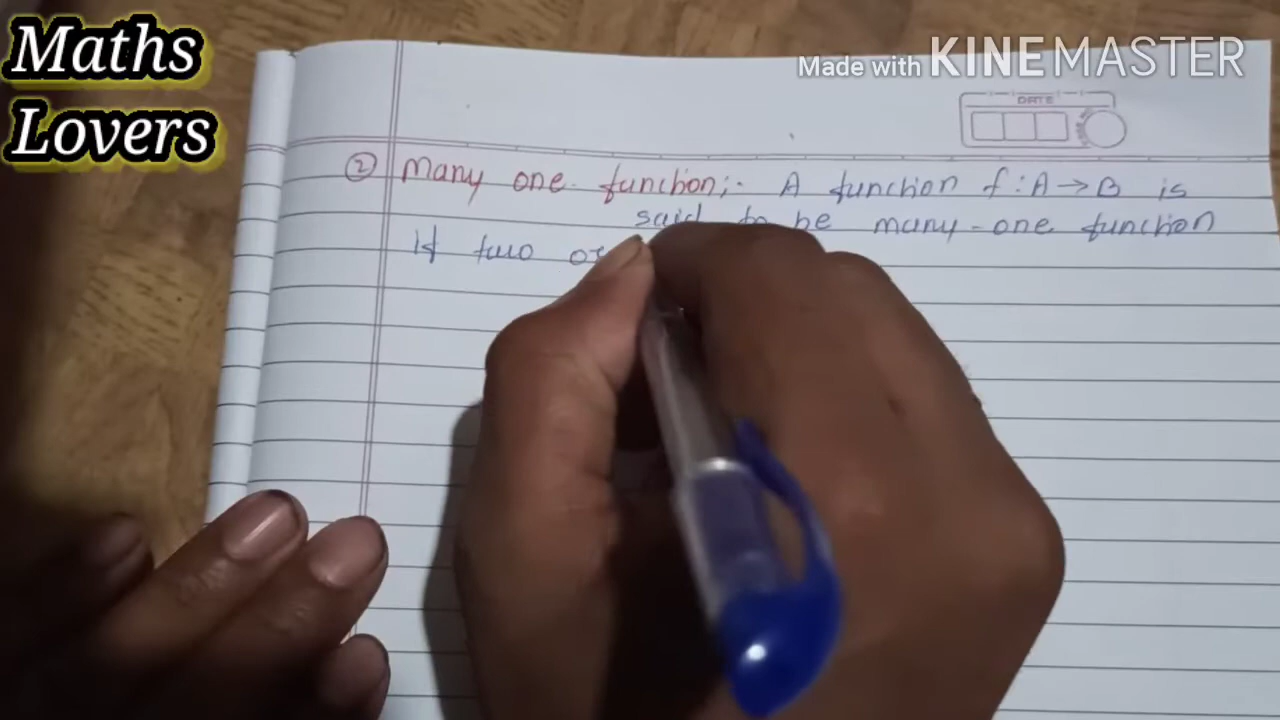 Maths
Lovers
Made with KINEMASTER
DATE
② Many one function;- A function f:A→B is
said to be many-one function
If two or